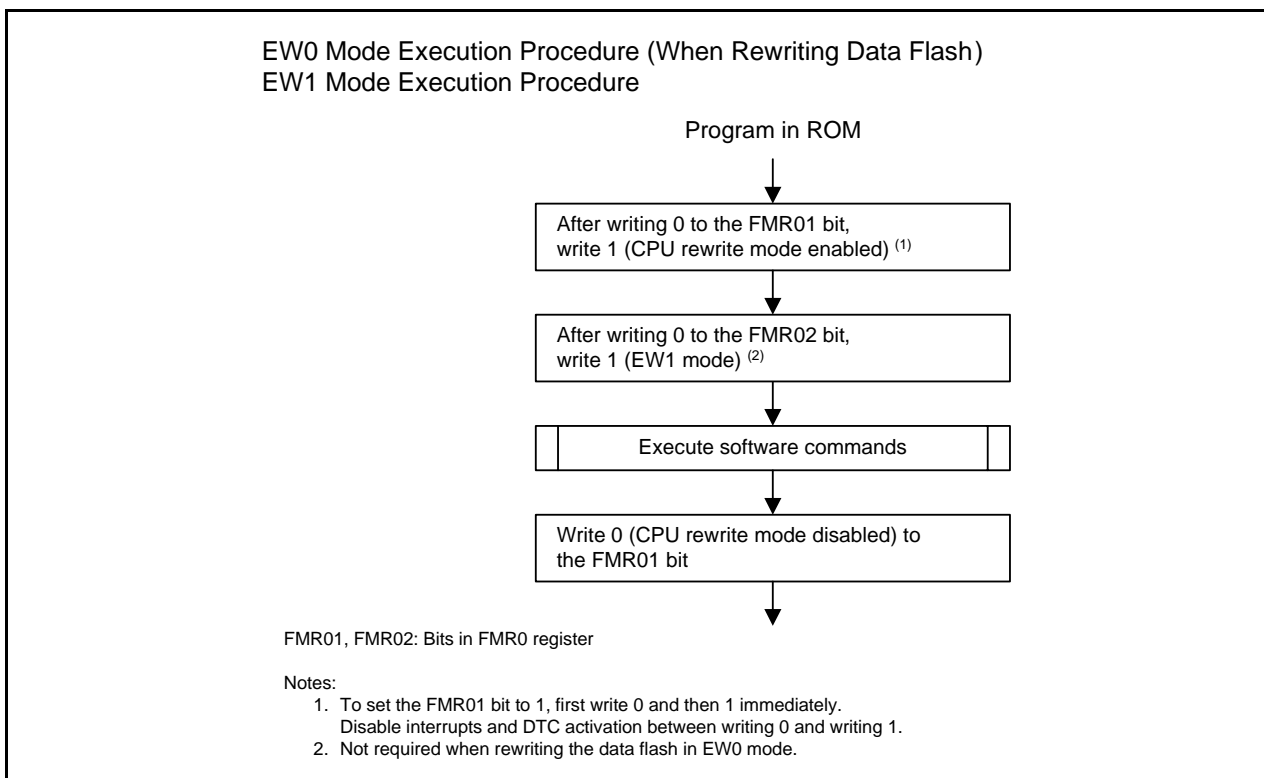 EW0 Mode Execution Procedure (When Rewriting Data Flash)
EW1 Mode Execution Procedure
Program in ROM
After writing 0 to the FMR01 bit,
write 1 (CPU rewrite mode enabled) (1)
After writing 0 to the FMR02 bit,
write 1 (EW1 mode) (2)
Execute software commands
Write 0 (CPU rewrite mode disabled) to
the FMR01 bit
FMR01, FMR02: Bits in FMR0 register
Notes:
1. To set the FMR01 bit to 1, first write 0 and then 1 immediately.
Disable interrupts and DTC activation between writing 0 and writing 1.
2. Not required when rewriting the data flash in EW0 mode.